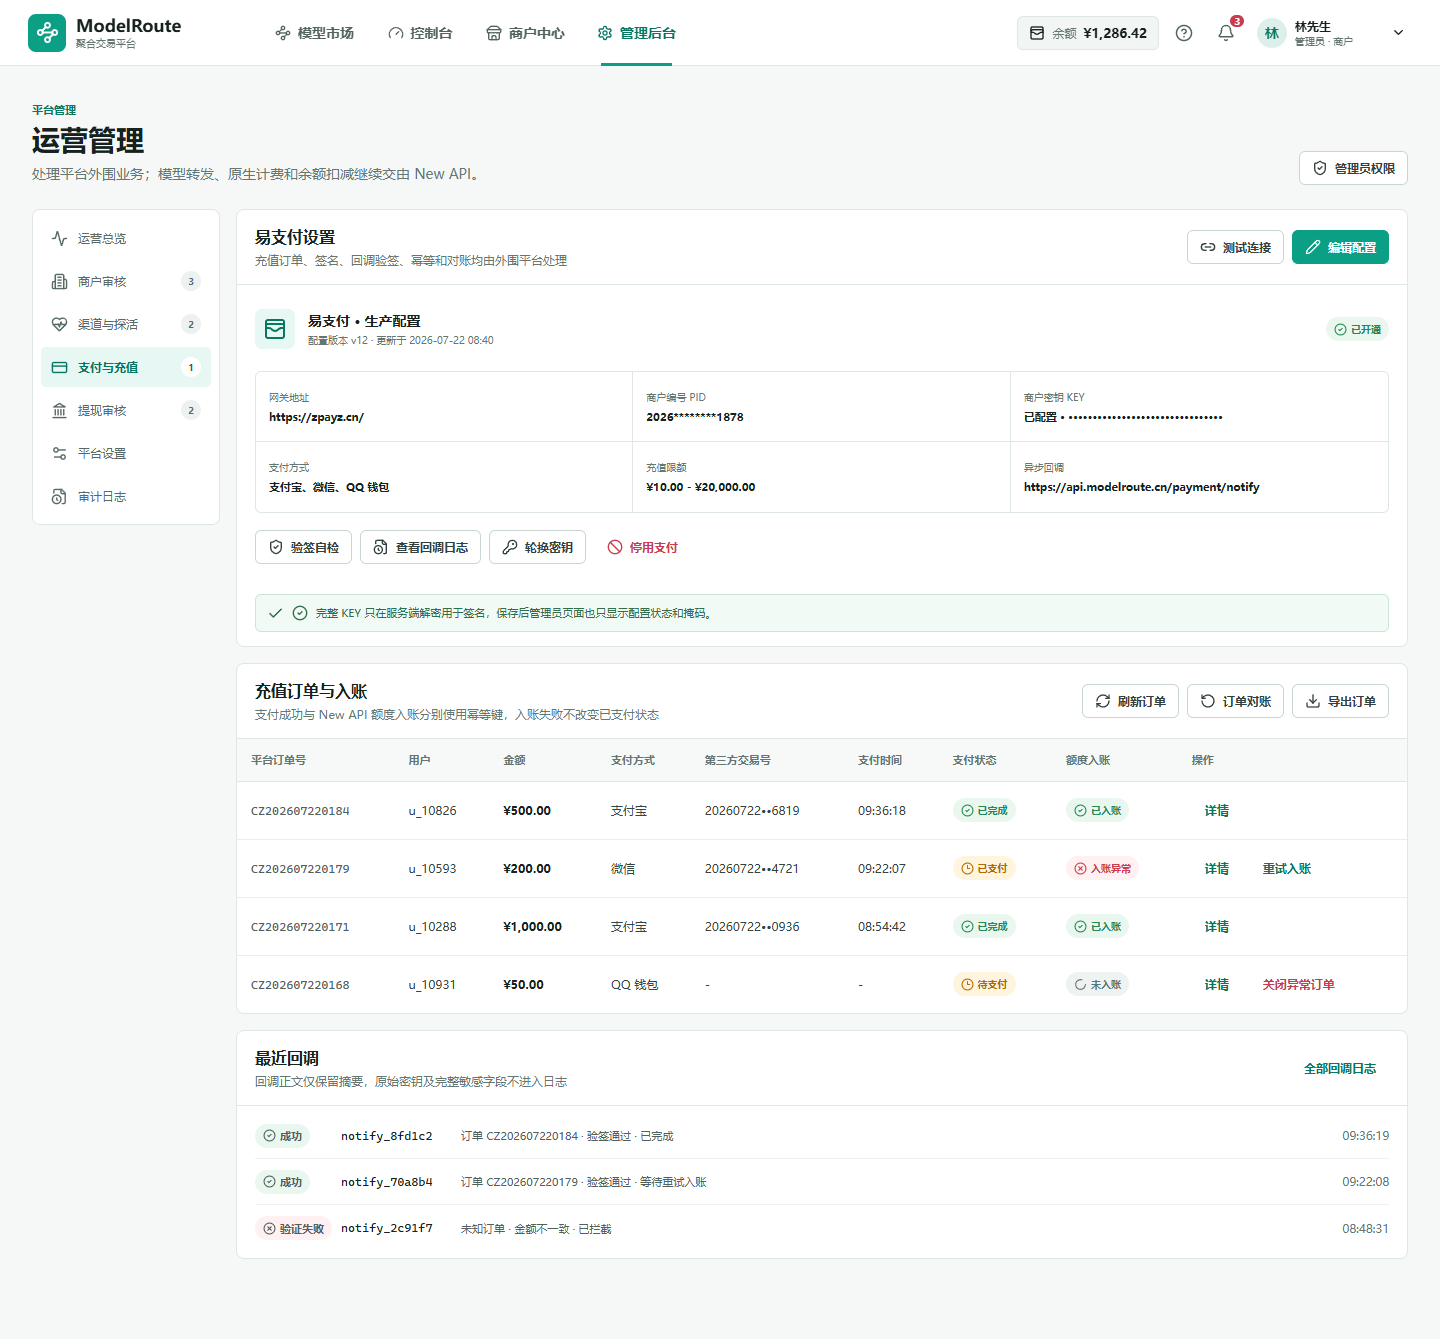 ModelRoute
聚合交易平台
模型市场
控制台
商户中心
管理后台
余额 ¥1,286.42
3
林
林先生
管理员 · 商户
平台管理
运营管理
处理平台外围业务；模型转发、原生计费和余额扣减继续交由 New API。
管理员权限
运营总览
商户审核 3
渠道与探活 2
支付与充值 1
提现审核 2
平台设置
审计日志
易支付设置
充值订单、签名、回调验签、幂等和对账均由外围平台处理
测试连接
编辑配置
易支付 • 生产配置
配置版本 v12 · 更新于 2026-07-22 08:40
已开通
网关地址
https://zpayz.cn/
商户编号 PID
2026********1878
商户密钥 KEY
已配置 • ••••••••••••••••••••••••••••••••
支付方式
支付宝、微信、QQ 钱包
充值限额
¥10.00 - ¥20,000.00
异步回调
https://api.modelroute.cn/payment/notify
验签自检
查看回调日志
轮换密钥
停用支付
完整 KEY 只在服务端解密用于签名，保存后管理员页面也只显示配置状态和掩码。
充值订单与入账
支付成功与 New API 额度入账分别使用幂等键，入账失败不改变已支付状态
刷新订单
订单对账
导出订单
平台订单号 用户 金额 支付方式 第三方交易号 支付时间 支付状态 额度入账 操作
CZ202607220184 u_10826 ¥500.00 支付宝 20260722••6819 09:36:18 已完成 已入账 详情
CZ202607220179 u_10593 ¥200.00 微信 20260722••4721 09:22:07 已支付 入账异常 详情 重试入账
CZ202607220171 u_10288 ¥1,000.00 支付宝 20260722••0936 08:54:42 已完成 已入账 详情
CZ202607220168 u_10931 ¥50.00 QQ 钱包 - - 待支付 未入账 详情 关闭异常订单
最近回调
回调正文仅保留摘要，原始密钥及完整敏感字段不进入日志
全部回调日志
成功 notify_8fd1c2 订单 CZ202607220184 · 验签通过 · 已完成 09:36:19
成功 notify_70a8b4 订单 CZ202607220179 · 验签通过 · 等待重试入账 09:22:08
验证失败 notify_2c91f7 未知订单 · 金额不一致 · 已拦截 08:48:31